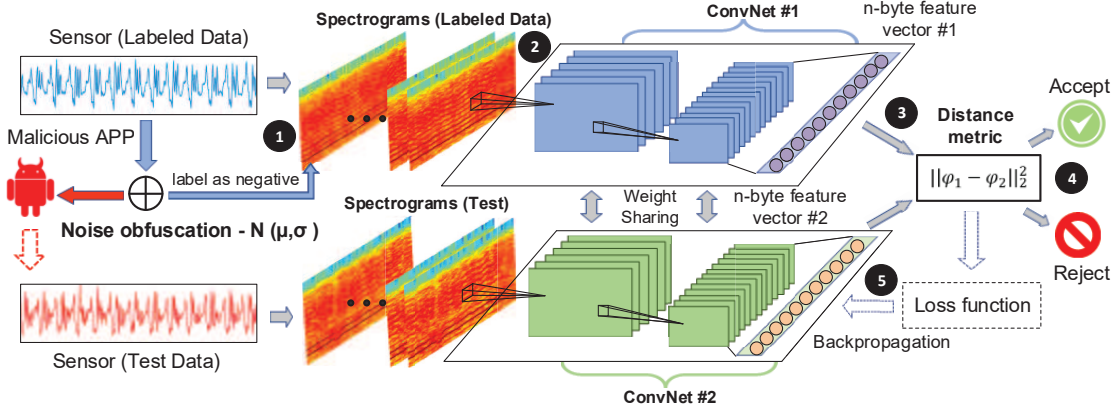 Sensor (Labeled Data)
Spectrograms (Labeled Data)
2
ConvNet #1
n-byte feature
vector #1
1
Malicious APP
label as negative
Noise obfuscation - N (μ,σ )
Spectrograms (Test)
Weight
Sharing
n-byte feature
vector #2
3
Distance
metric
Accept
||φ₁ − φ₂||₂²
4
Reject
5
Loss function
Backpropagation
Sensor (Test Data)
ConvNet #2